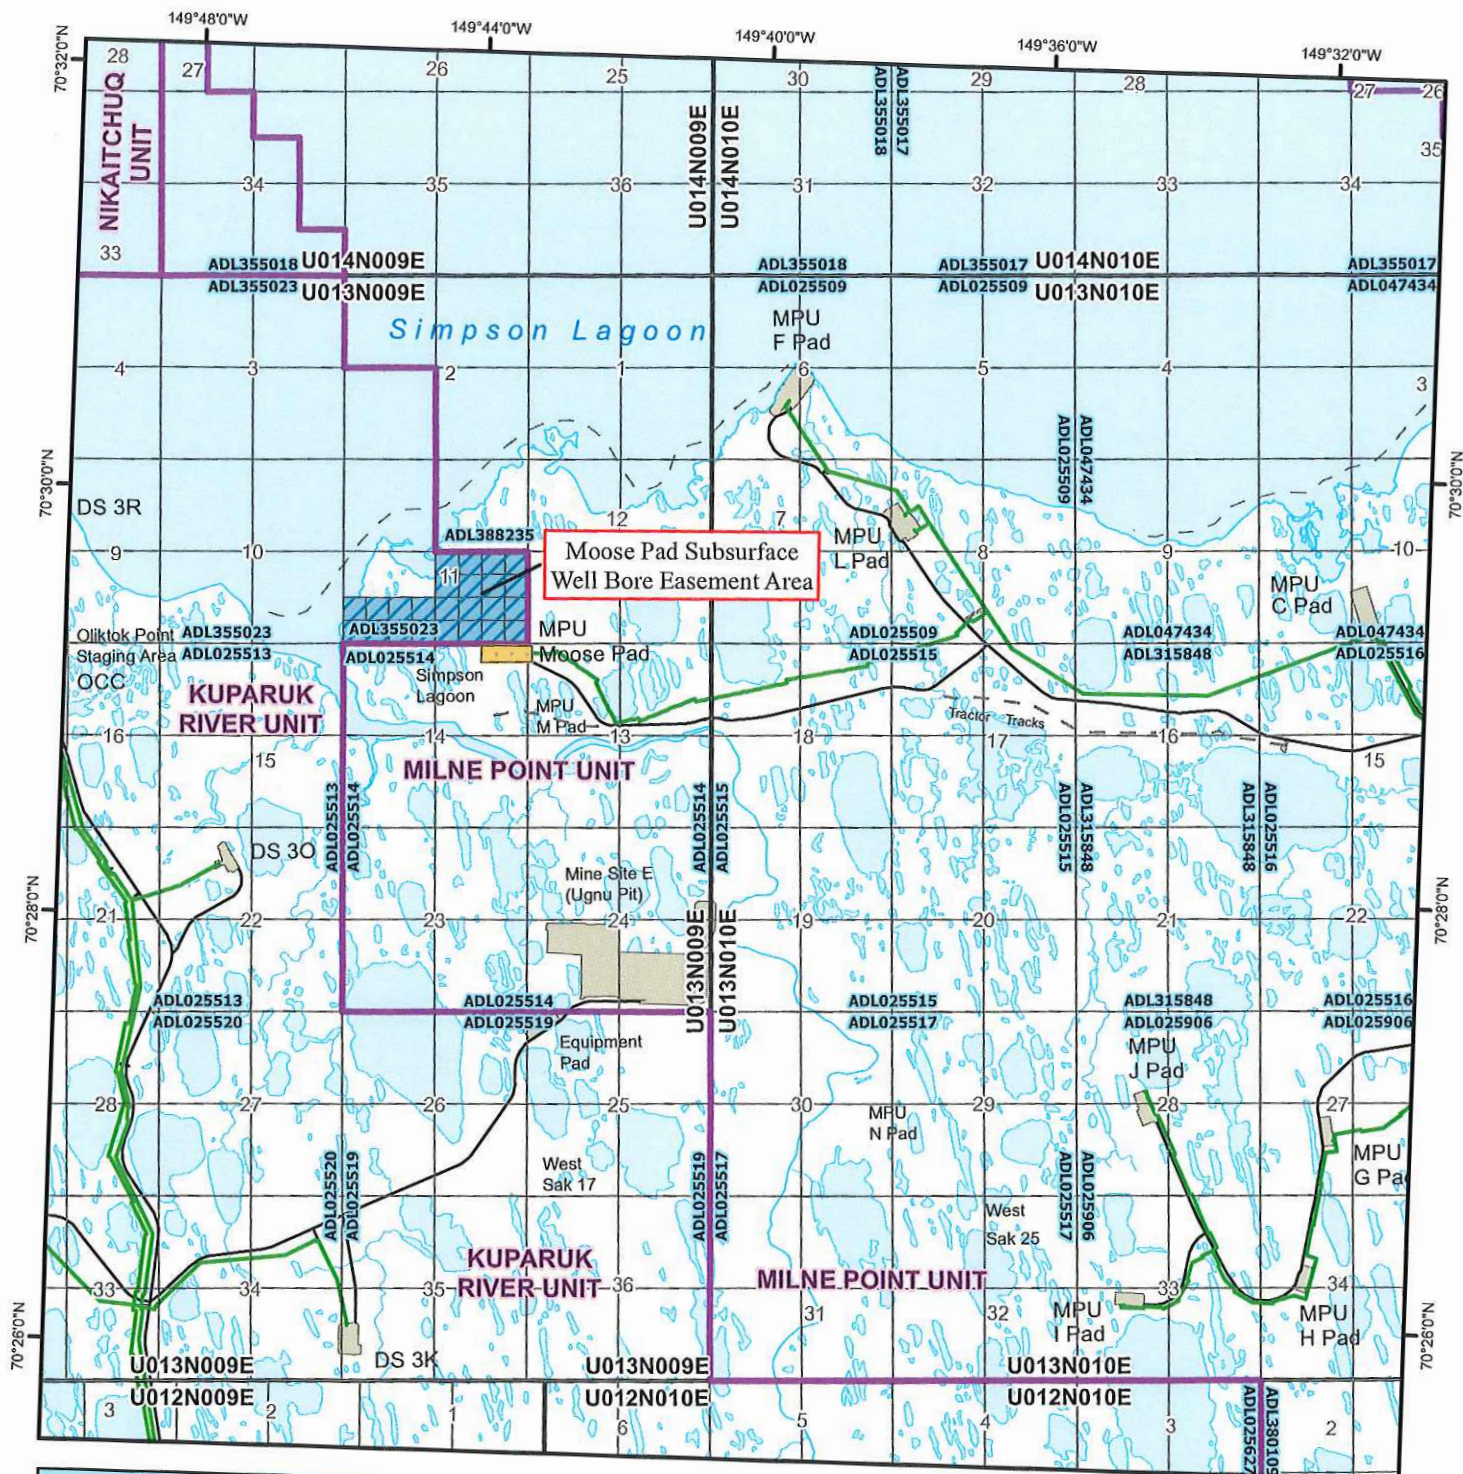 149°48'0"W
149°44'0"W
149°40'0"W
149°36'0"W
149°32'0"W
70°32'0"N
28
27
26
25
30
29
28
27
26
NIKAITCHUQ
UNIT
U014N009E
U014N010E
ADL355018
ADL355017
35
34
35
36
31
32
33
34
33
ADL355018
U014N009E
ADL355018
ADL355017
U014N010E
ADL355017
ADL355023
U013N009E
ADL025509
ADL025509
U013N010E
ADL047434
Simpson Lagoon
MPU
F Pad
4
3
2
1
6
5
4
3
ADL025509
ADL047434
70°30'0"N
70°30'0"N
DS 3R
12
7
ADL388235
MPU
L Pad
Moose Pad Subsurface
Well Bore Easement Area
9
10
11
8
9
10
MPU
C Pad
Oliktok Point
Staging Area
OCC
ADL355023
ADL025513
ADL355023
ADL025514
MPU
Moose Pad
ADL025509
ADL025515
ADL047434
ADL315848
ADL047434
ADL025516
Simpson
Lagoon
KUPARUK
RIVER UNIT
MPU
M Pad
Tractor Tracks
16
15
14
13
18
17
16
15
MILNE POINT UNIT
ADL025513
ADL025514
ADL025514
ADL025515
ADL025515
ADL315848
ADL315848
ADL025516
DS 3O
Mine Site E
(Ugnu Pit)
70°28'0"N
70°28'0"N
21
22
23
24
19
20
21
22
U013N009E
U013N010E
ADL025513
ADL025520
ADL025514
ADL025519
ADL025515
ADL025517
ADL315848
ADL025906
ADL025516
ADL025906
Equipment
Pad
MPU
J Pad
28
27
26
25
30
29
28
27
MPU
N Pad
MPU
G Pa
West
Sak 17
ADL025520
ADL025519
ADL025519
ADL025517
ADL025517
ADL025906
West
Sak 25
KUPARUK
RIVER UNIT
MILNE POINT UNIT
33
34
35
36
31
32
33
34
MPU
I Pad
MPU
H Pad
70°26'0"N
70°26'0"N
DS 3K
U013N009E
U013N009E
U013N010E
U012N009E
U012N010E
U012N010E
3
2
1
6
5
4
3
2
ADL025627
ADL380109